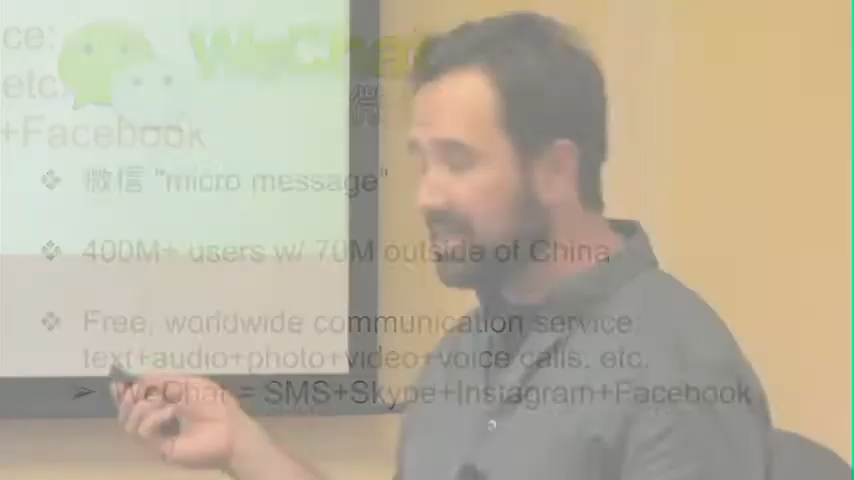 ce:
etc.
+Facebook
WeChat
微
❖ 微信 "micro message"
❖ 400M+ users w/ 70M outside of China
❖ Free, worldwide communication service:
text+audio+photo+video+voice calls, etc.
➢ WeChat = SMS+Skype+Instagram+Facebook